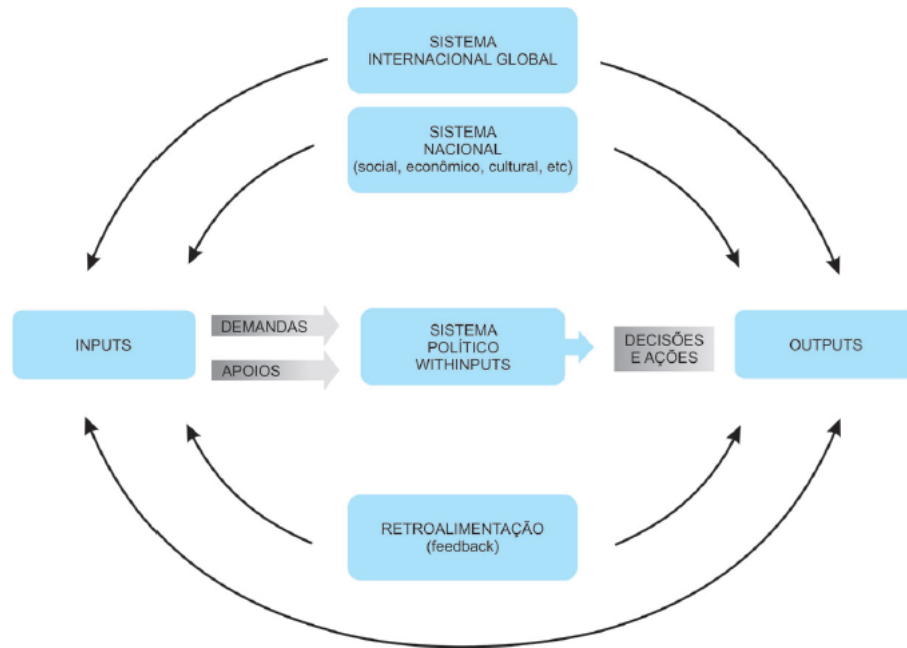 SISTEMA
INTERNACIONAL GLOBAL
SISTEMA
NACIONAL
(social, econômico, cultural, etc)
INPUTS
DEMANDAS
APOIOS
SISTEMA
POLÍTICO
WITHINPUTS
DECISÕES
E AÇÕES
OUTPUTS
RETROALIMENTAÇÃO
(feedback)